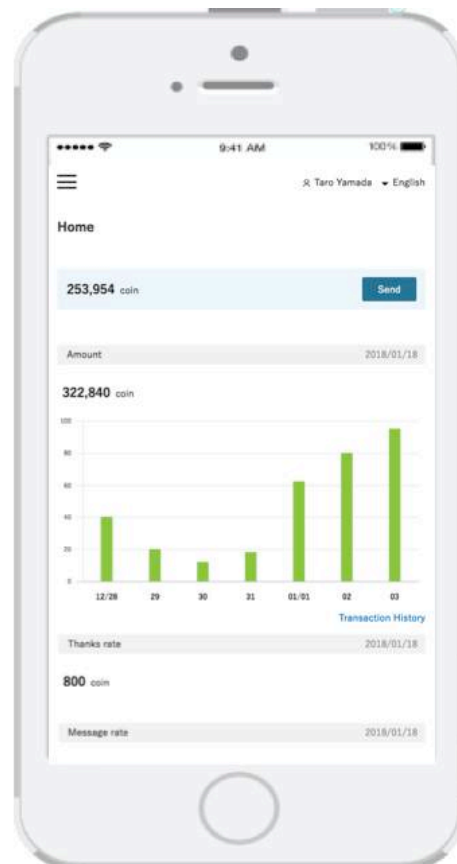 9:41 AM 100%
Taro Yamada English
Home
253,954 coin Send
Amount 2018/01/18
322,840 coin
100
80
60
40
20
0
12/28 29 30 31 01/01 02 03
Transaction History
Thanks rate 2018/01/18
800 coin
Message rate 2018/01/18